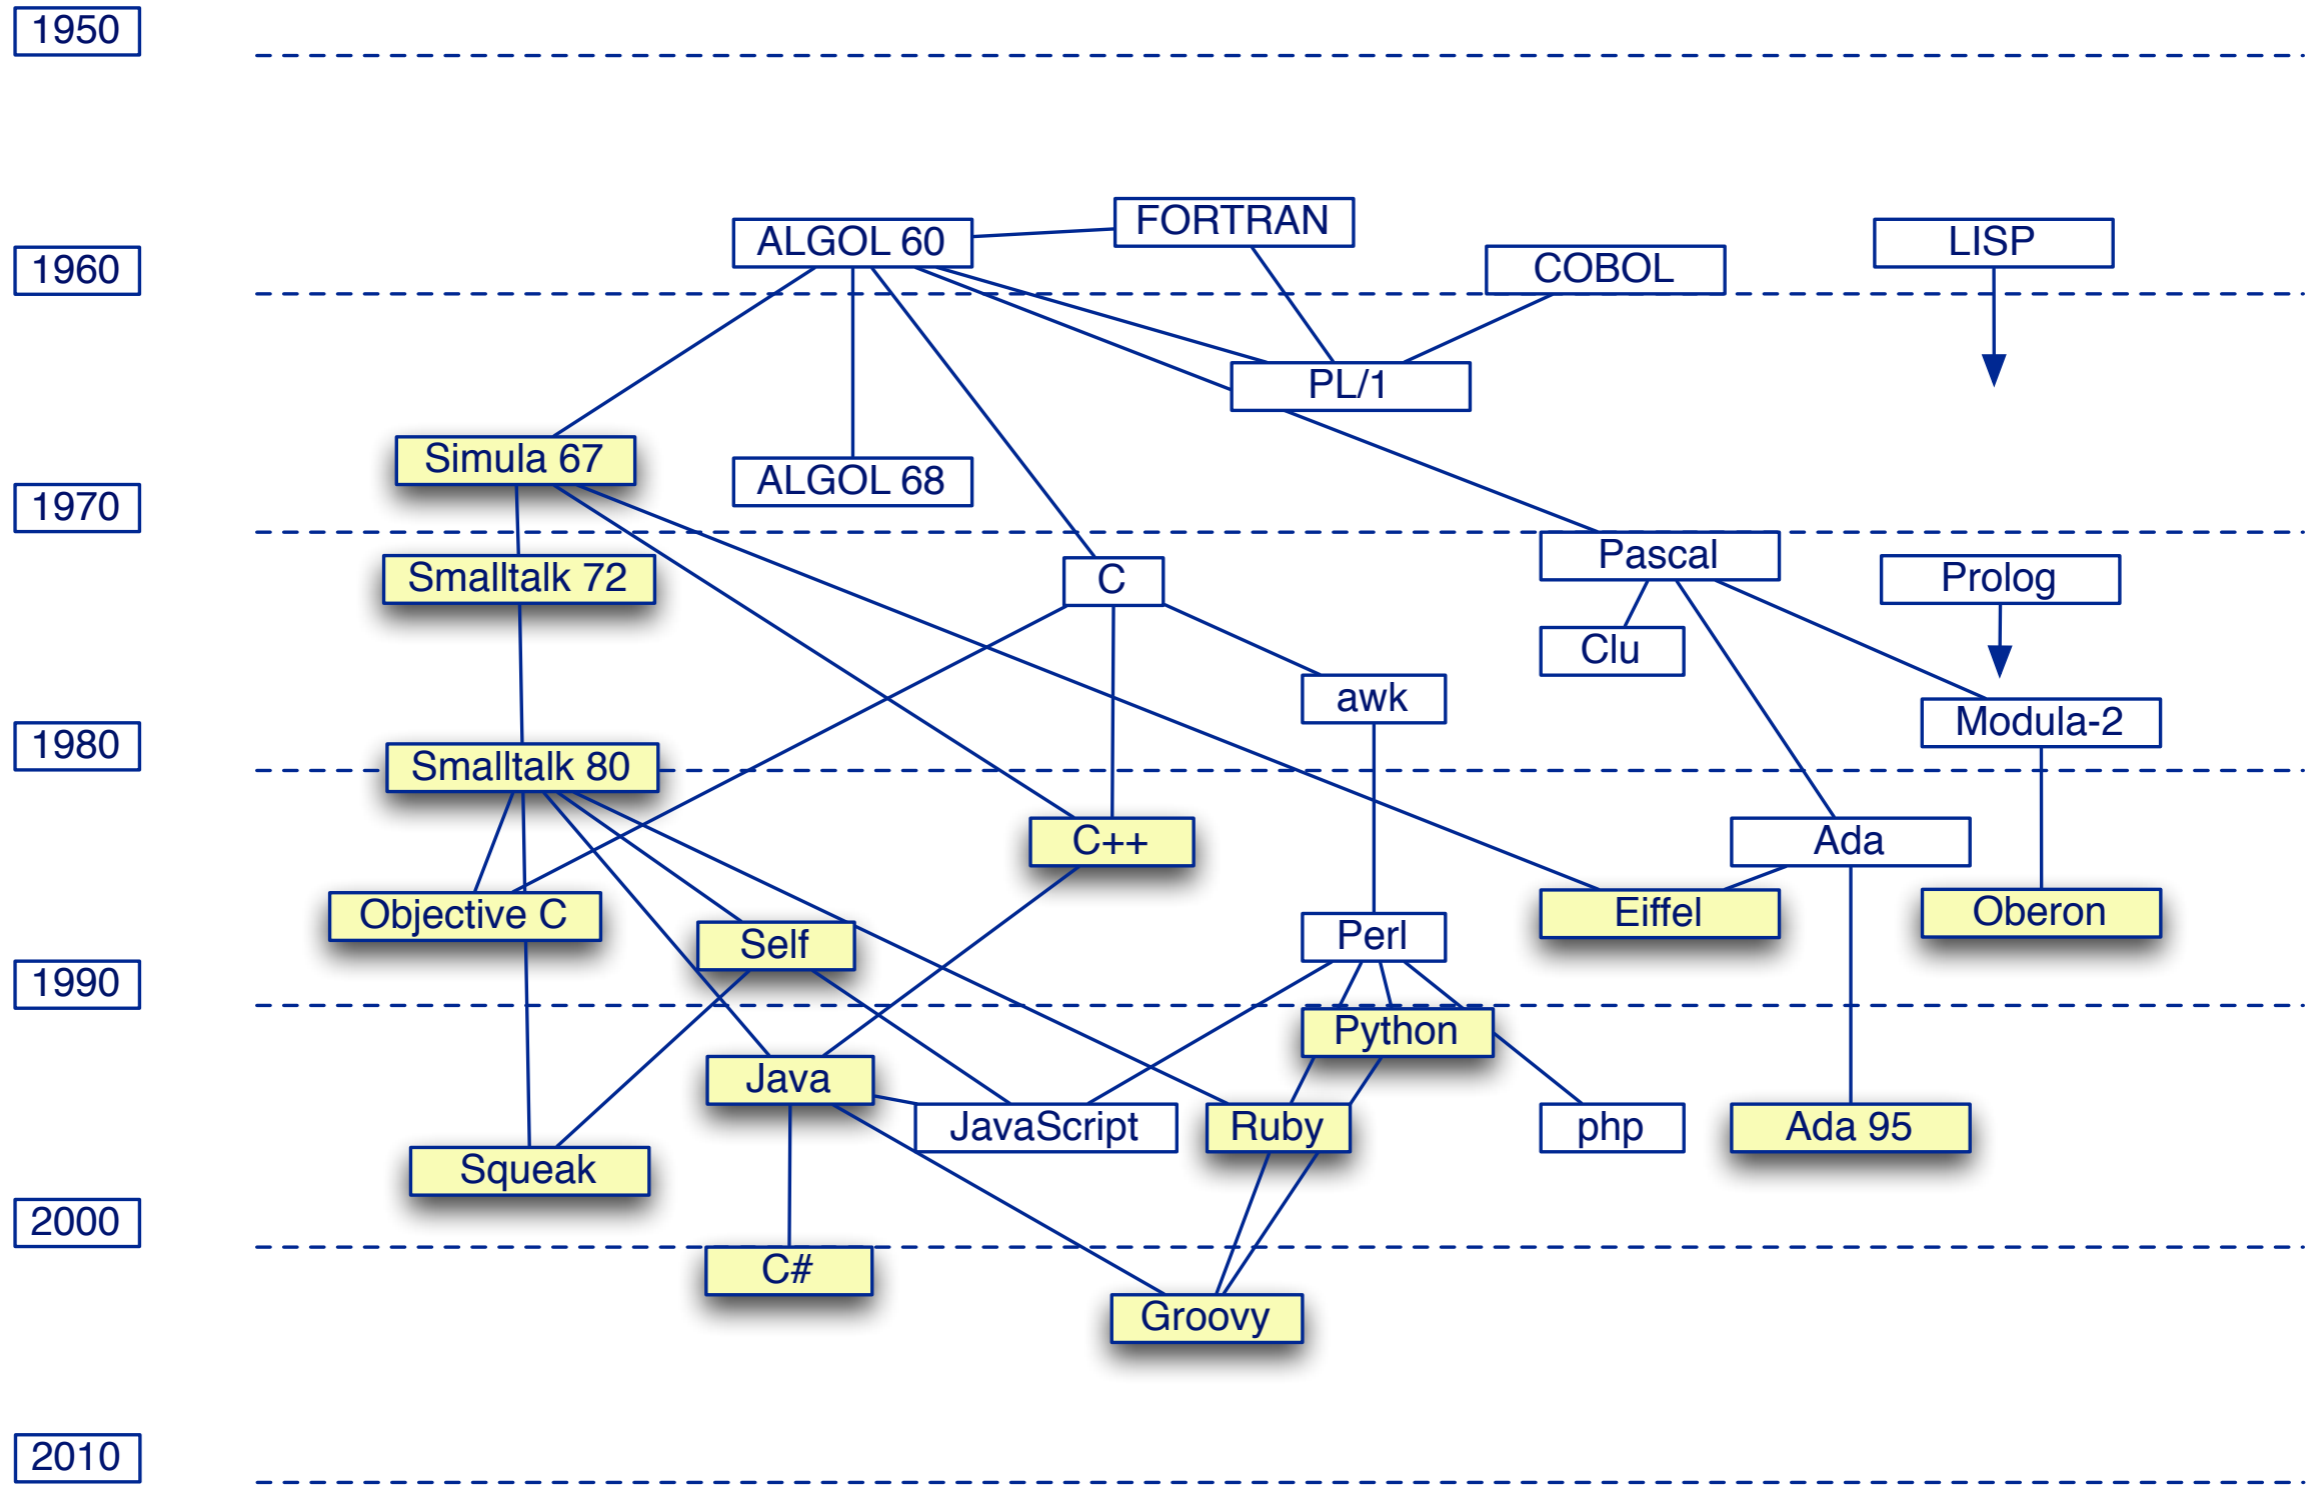 1950
FORTRAN
ALGOL 60
LISP
1960
COBOL
PL/1
Simula 67
ALGOL 68
1970
Pascal
Smalltalk 72
C
Prolog
Clu
awk
Modula-2
1980
Smalltalk 80
C++
Ada
Objective C
Eiffel
Oberon
Perl
Self
1990
Python
Java
JavaScript
Ruby
php
Ada 95
Squeak
2000
C#
Groovy
2010